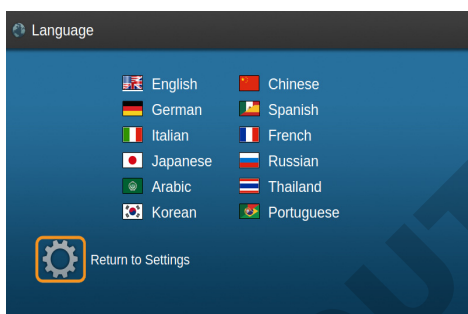 Language
English Chinese
German Spanish
Italian French
Japanese Russian
Arabic Thailand
Korean Portuguese
Return to Settings